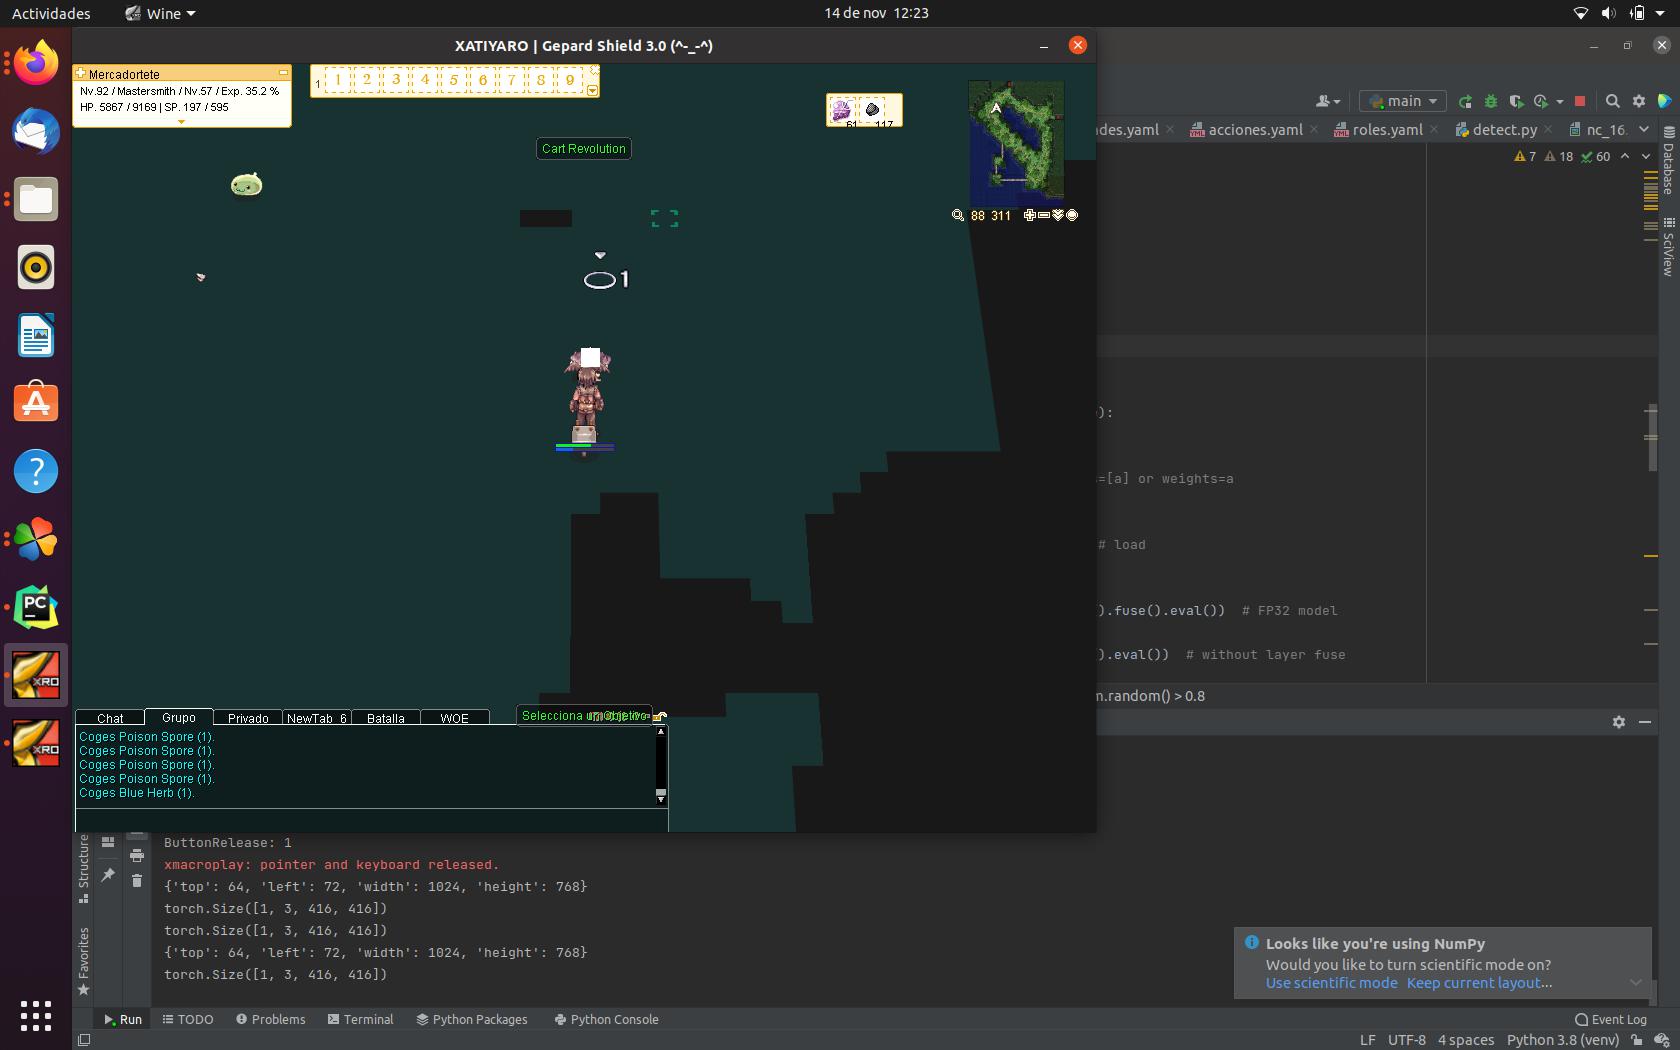 Actividades
Wine
14 de nov 12:23
XATIYARO | Gepard Shield 3.0 (^-_-^)
Mercadortete
Nv.92 / Mastersmith / Nv.57 / Exp. 35.2 %
HP. 5867 / 9169 | SP. 197 / 595
1 1 2 3 4 5 6 7 8 9
61 117
Cart Revolution
88 311
1
main
des.yaml
acciones.yaml
roles.yaml
detect.py
nc_16.
7 18 60
Database
SciView
):
=[a] or weights=a
# load
).fuse().eval()) # FP32 model
).eval()) # without layer fuse
m.random() > 0.8
Chat Grupo Privado NewTab_6 Batalla WOE
Selecciona un objetivo
Coges Poison Spore (1).
Coges Poison Spore (1).
Coges Poison Spore (1).
Coges Poison Spore (1).
Coges Blue Herb (1).
PC
XRO
XRO
Structure
Favorites
ButtonRelease: 1
xmacroplay: pointer and keyboard released.
{'top': 64, 'left': 72, 'width': 1024, 'height': 768}
torch.Size([1, 3, 416, 416])
torch.Size([1, 3, 416, 416])
{'top': 64, 'left': 72, 'width': 1024, 'height': 768}
torch.Size([1, 3, 416, 416])
Looks like you're using NumPy
Would you like to turn scientific mode on?
Use scientific mode Keep current layout...
Run TODO Problems Terminal Python Packages Python Console
Event Log
LF UTF-8 4 spaces Python 3.8 (venv)